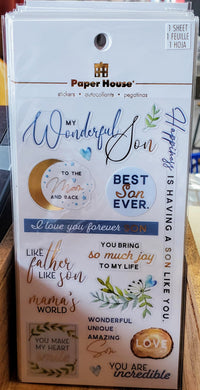 1 SHEET
1 FEUILLE
1 HOJA
Paper House®
stickers · autocollants · pegatinas
MY
Wonderful Son
Happiness IS HAVING A SON LIKE YOU
TO THE
Moon
AND BACK
BEST
Son
EVER.
I love you forever SON
LIKE
father
LIKE son
YOU BRING
so much joy
TO MY LIFE
mama's
WORLD
WONDERFUL
UNIQUE
AMAZING
Son
YOU MAKE
MY HEART
LOVE
YOU ARE
incredible